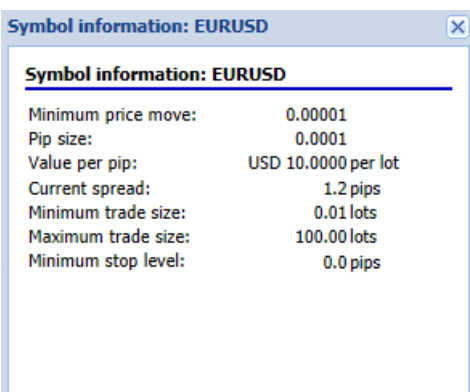 Symbol information: EURUSD
Symbol information: EURUSD
Minimum price move: 0.00001
Pip size: 0.0001
Value per pip: USD 10.0000 per lot
Current spread: 1.2 pips
Minimum trade size: 0.01 lots
Maximum trade size: 100.00 lots
Minimum stop level: 0.0 pips